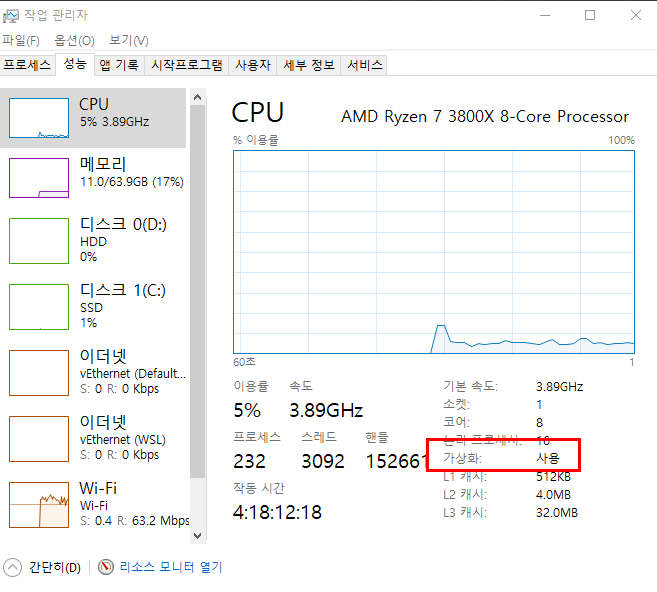 작업 관리자
파일(F) 옵션(O) 보기(V)
프로세스 성능 앱 기록 시작프로그램 사용자 세부 정보 서비스
CPU
5% 3.89GHz
메모리
11.0/63.9GB (17%)
디스크 0(D:)
HDD
0%
디스크 1(C:)
SSD
1%
이더넷
vEthernet (Default...
S: 0 R: 0 Kbps
이더넷
vEthernet (WSL)
S: 0 R: 0 Kbps
Wi-Fi
Wi-Fi
S: 0.4 R: 63.2 Mbps
CPU AMD Ryzen 7 3800X 8-Core Processor
% 이용률 100%
60초 1
이용률 속도
5% 3.89GHz
프로세스 스레드 핸들
232 3092 152661
작동 시간
4:18:12:18
기본 속도: 3.89GHz
소켓: 1
코어: 8
논리 프로세서: 16
가상화: 사용
L1 캐시: 512KB
L2 캐시: 4.0MB
L3 캐시: 32.0MB
간단히(D) 리소스 모니터 열기